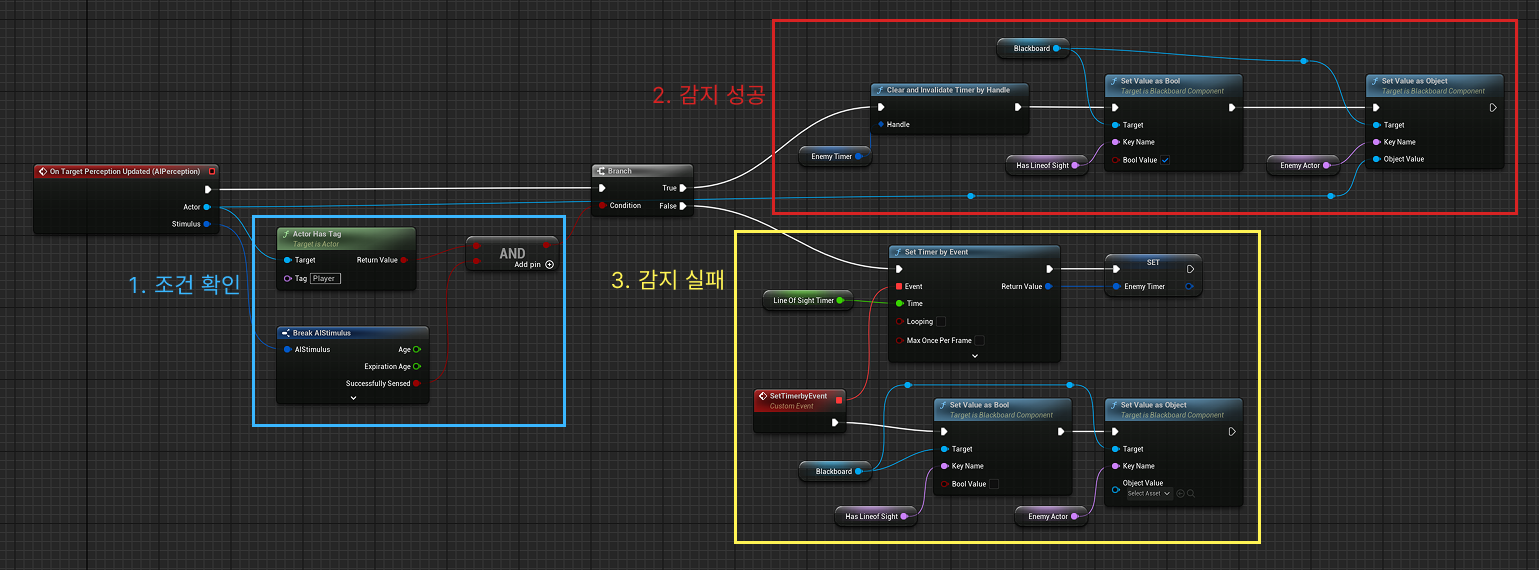 On Target Perception Updated (AIPerception)
Actor
Stimulus
1. 조건 확인
Actor Has Tag
Target is Actor
Target
Return Value
Tag
Player
AND
Add pin
Break AIStimulus
AIStimulus
Age
Expiration Age
Successfully Sensed
Branch
True
Condition
False
2. 감지 성공
Blackboard
Clear and Invalidate Timer by Handle
Handle
Enemy Timer
Set Value as Bool
Target is Blackboard Component
Target
Key Name
Bool Value
Has Lineof Sight
Set Value as Object
Target is Blackboard Component
Target
Key Name
Object Value
Enemy Actor
3. 감지 실패
Set Timer by Event
Event
Return Value
Time
Looping
Max Once Per Frame
Line Of Sight Timer
SET
Enemy Timer
SetTimerbyEvent
Custom Event
Blackboard
Set Value as Bool
Target is Blackboard Component
Target
Key Name
Bool Value
Has Lineof Sight
Set Value as Object
Target is Blackboard Component
Target
Key Name
Object Value
Select Asset
Enemy Actor